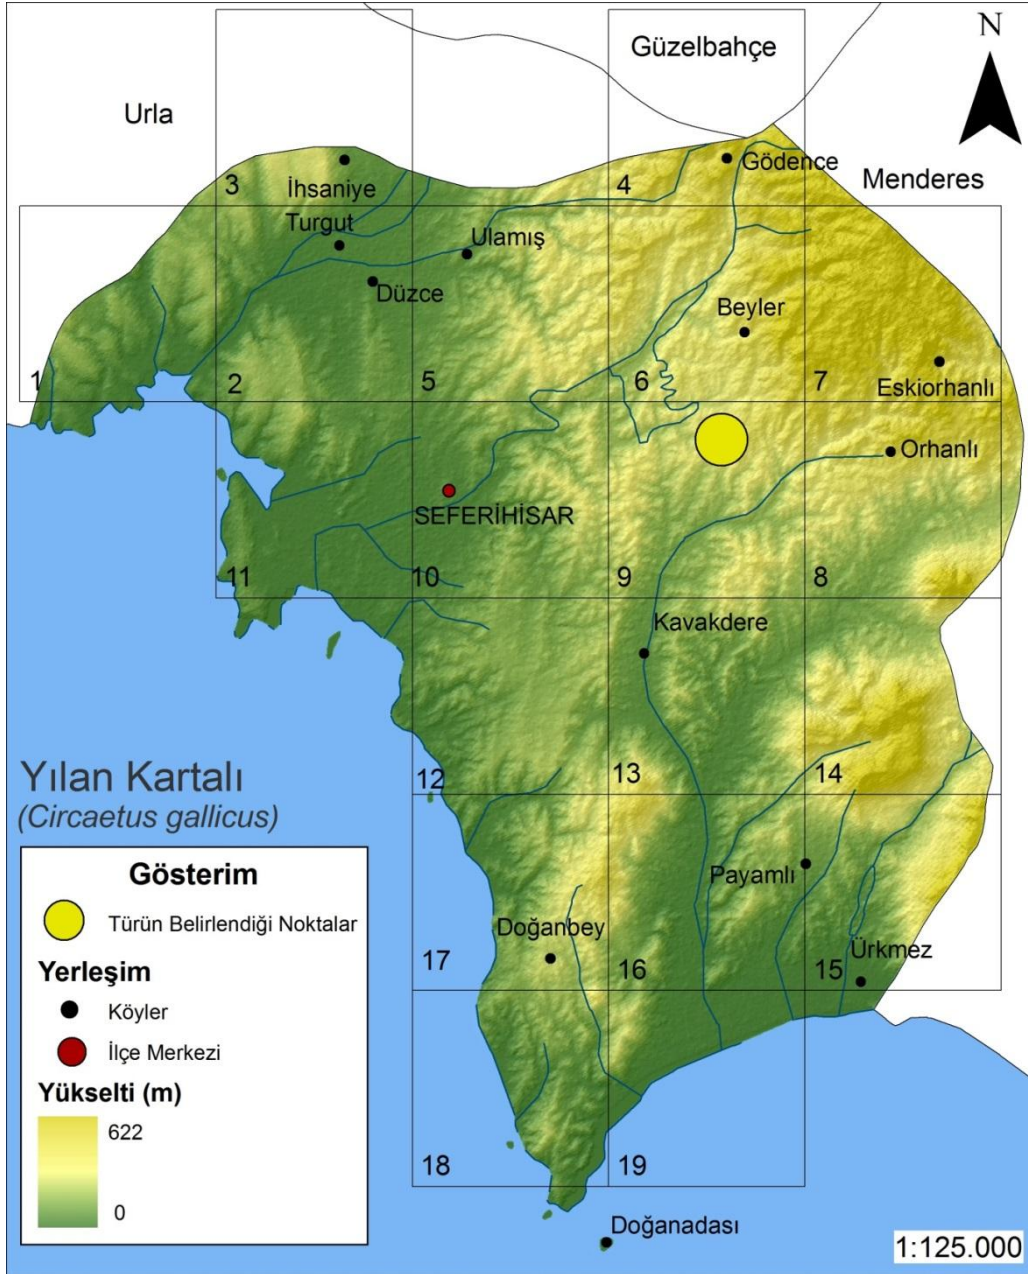 N
Güzelbahçe
Urla
Menderes
3
4
Gödence
İhsaniye
Turgut
Ulamış
Düzce
Beyler
1
2
5
6
7
Eskiorhanlı
Orhanlı
SEFERİHİSAR
11
10
9
8
Kavakdere
Yılan Kartalı
(Circaetus gallicus)
12
13
14
Gösterim
Türün Belirlendiği Noktalar
Yerleşim
Köyler
İlçe Merkezi
Yükselti (m)
622
0
Payamlı
Doğanbey
Ürkmez
17
16
15
18
19
Doğanadası
1:125.000